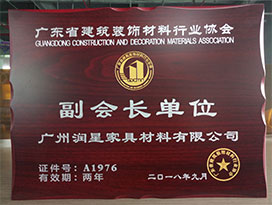 广东省建筑装饰材料行业协会
GUANGDONG CONSTRUCTION AND DECORATION MATERIALS ASSOCIATION
副会长单位
广州润星家具材料有限公司
证件号：A1976
有效期：两年
二〇一八年九月